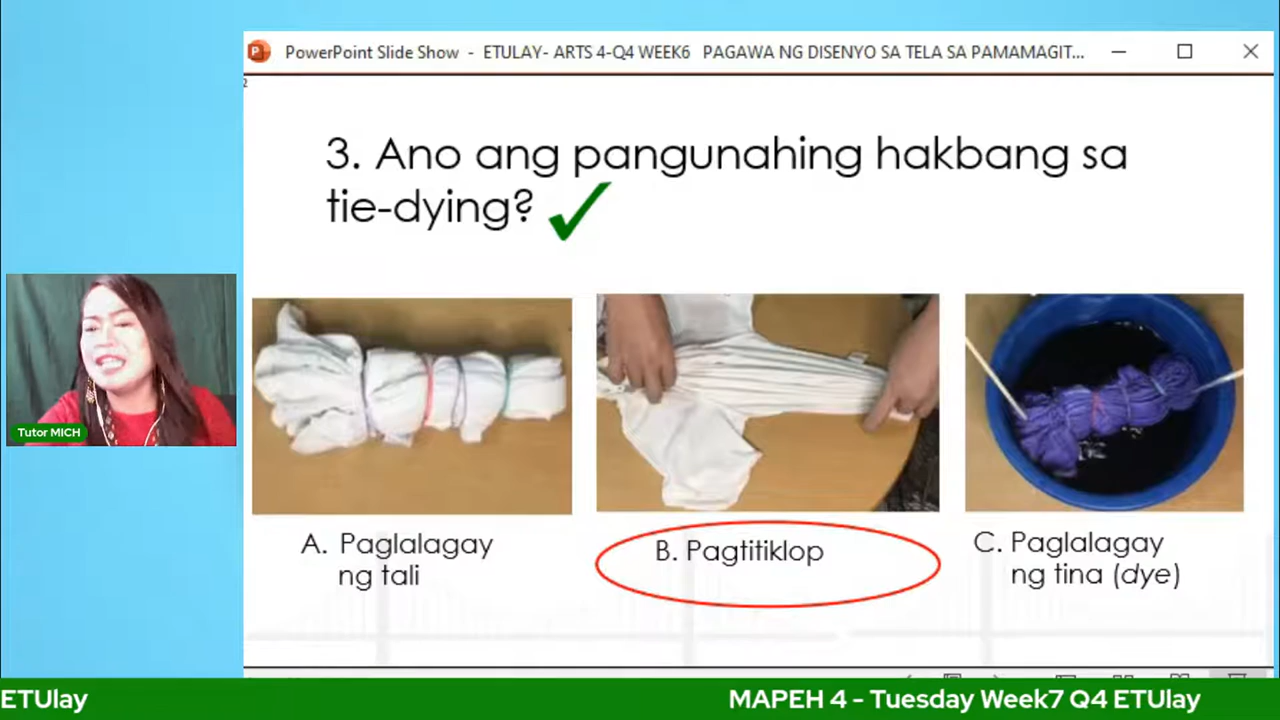 PowerPoint Slide Show - ETULAY- ARTS 4-Q4 WEEK6 PAGAWA NG DISENYO SA TELA SA PAMAMAGIT...
2
3. Ano ang pangunahing hakbang sa
tie-dying?
Tutor MICH
A. Paglalagay
ng tali
B. Pagtitiklop
C. Paglalagay
ng tina (dye)
ETUlay
MAPEH 4 - Tuesday Week7 Q4 ETUlay